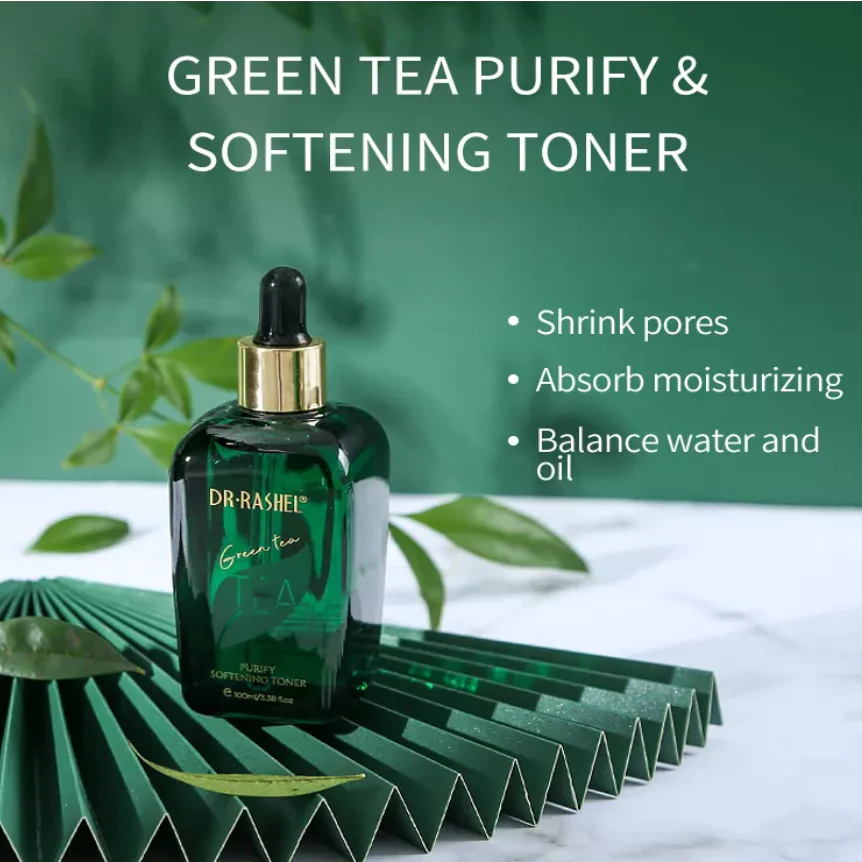 GREEN TEA PURIFY &
SOFTENING TONER
• Shrink pores
• Absorb moisturizing
• Balance water and
oil
DR·RASHEL®
Green tea
TEA
PURIFY
SOFTENING TONER
℮ 100ml/3.38 fl.oz